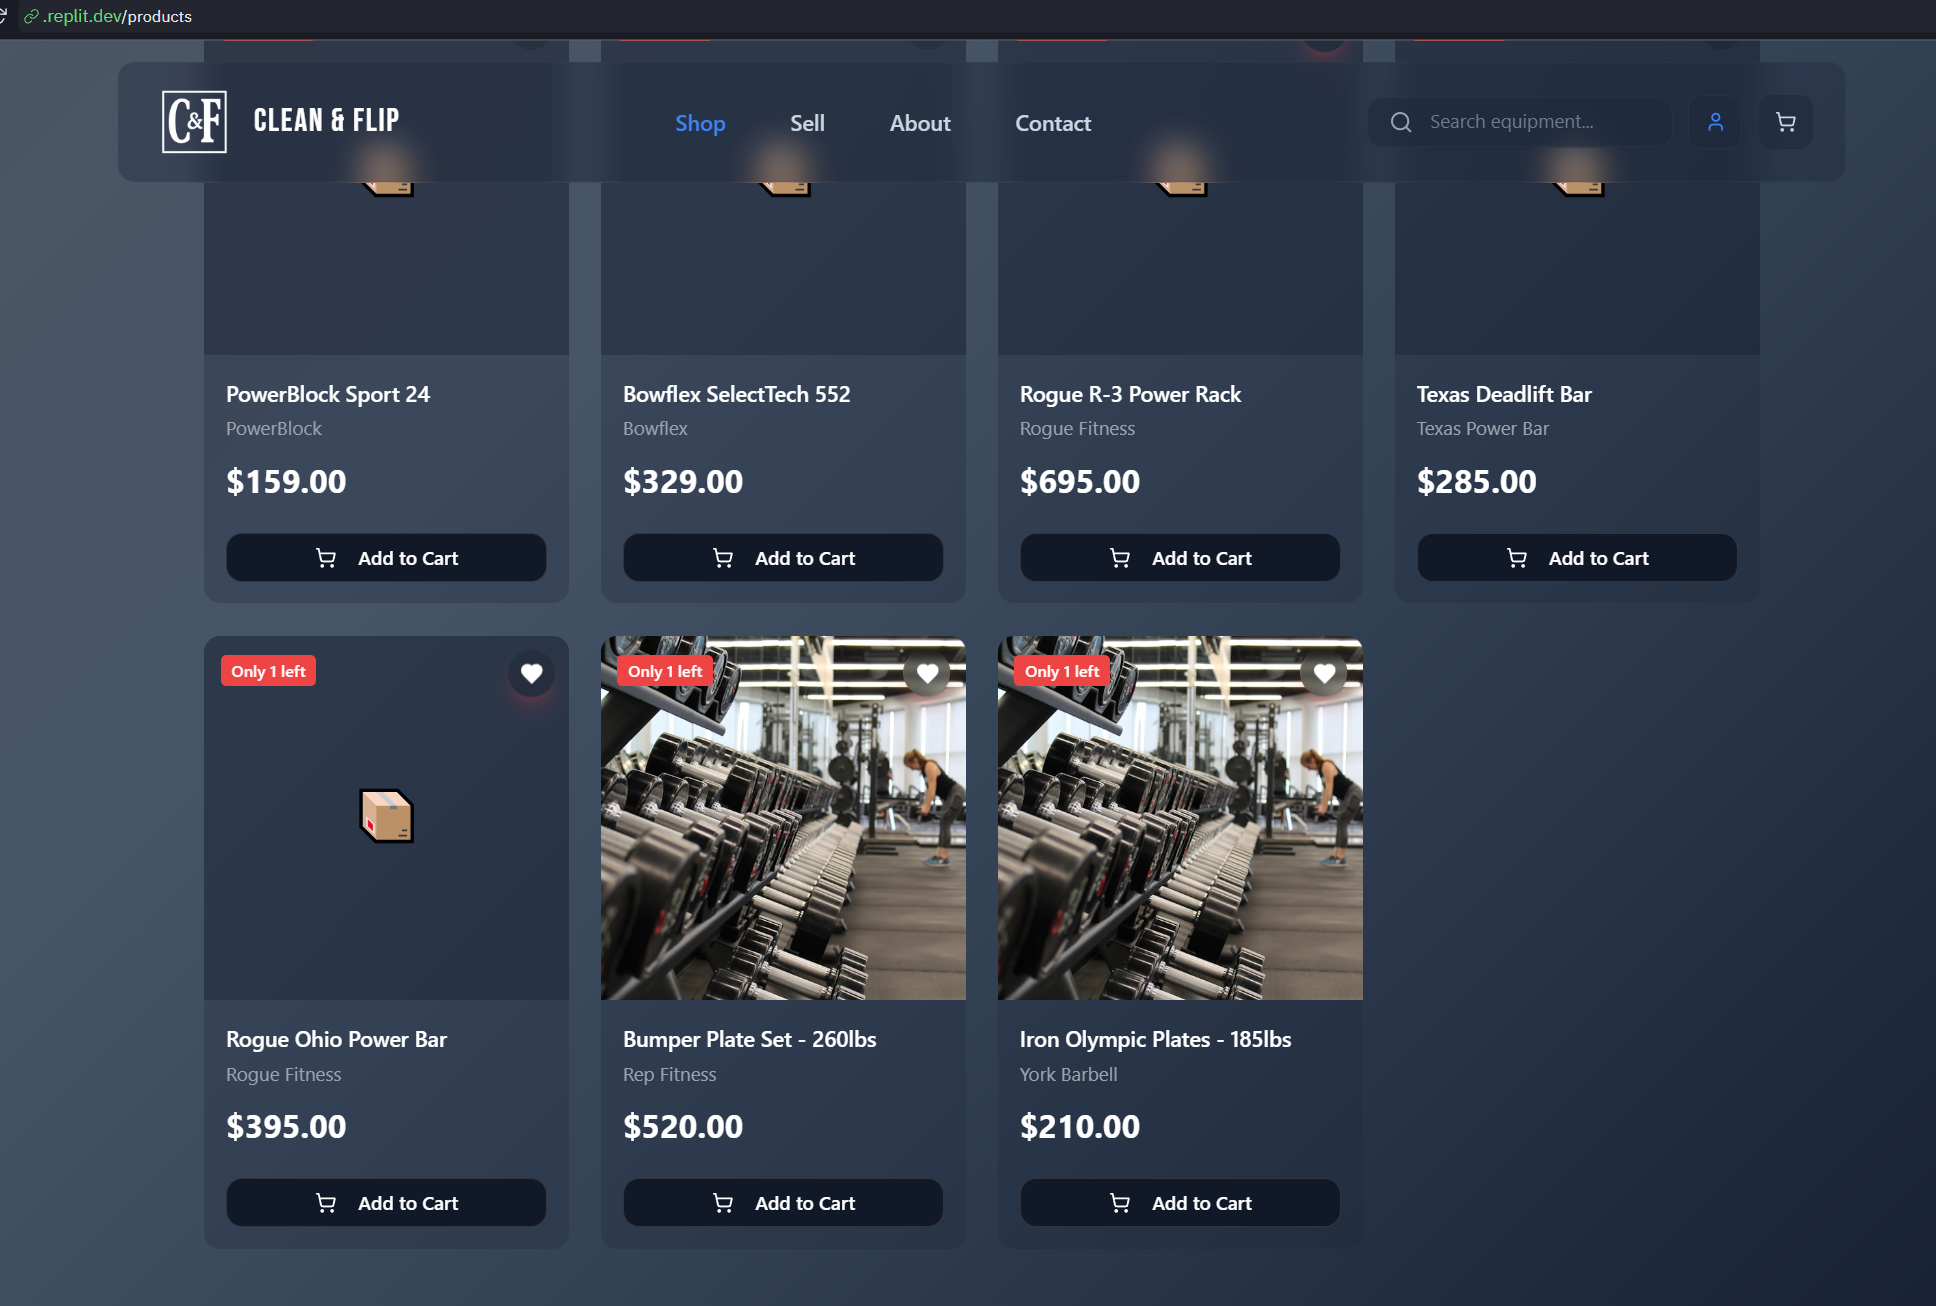 .replit.dev/products
C&F
CLEAN & FLIP
Shop
Sell
About
Contact
Search equipment...
PowerBlock Sport 24
PowerBlock
$159.00
Add to Cart
Bowflex SelectTech 552
Bowflex
$329.00
Add to Cart
Rogue R-3 Power Rack
Rogue Fitness
$695.00
Add to Cart
Texas Deadlift Bar
Texas Power Bar
$285.00
Add to Cart
Only 1 left
Rogue Ohio Power Bar
Rogue Fitness
$395.00
Add to Cart
Only 1 left
Bumper Plate Set - 260lbs
Rep Fitness
$520.00
Add to Cart
Only 1 left
Iron Olympic Plates - 185lbs
York Barbell
$210.00
Add to Cart